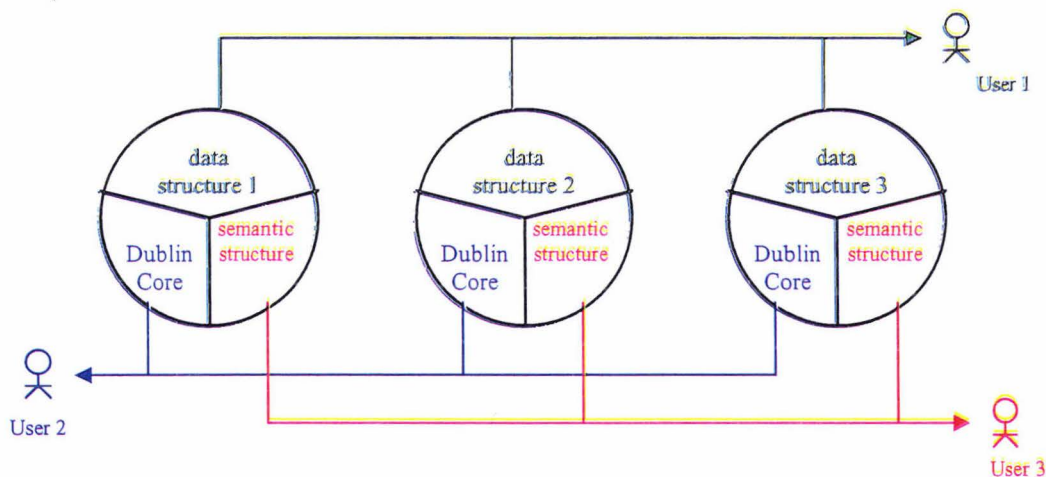 User 1
data
structure 1
data
structure 2
data
structure 3
Dublin
Core
semantic
structure
Dublin
Core
semantic
structure
Dublin
Core
semantic
structure
User 2
User 3